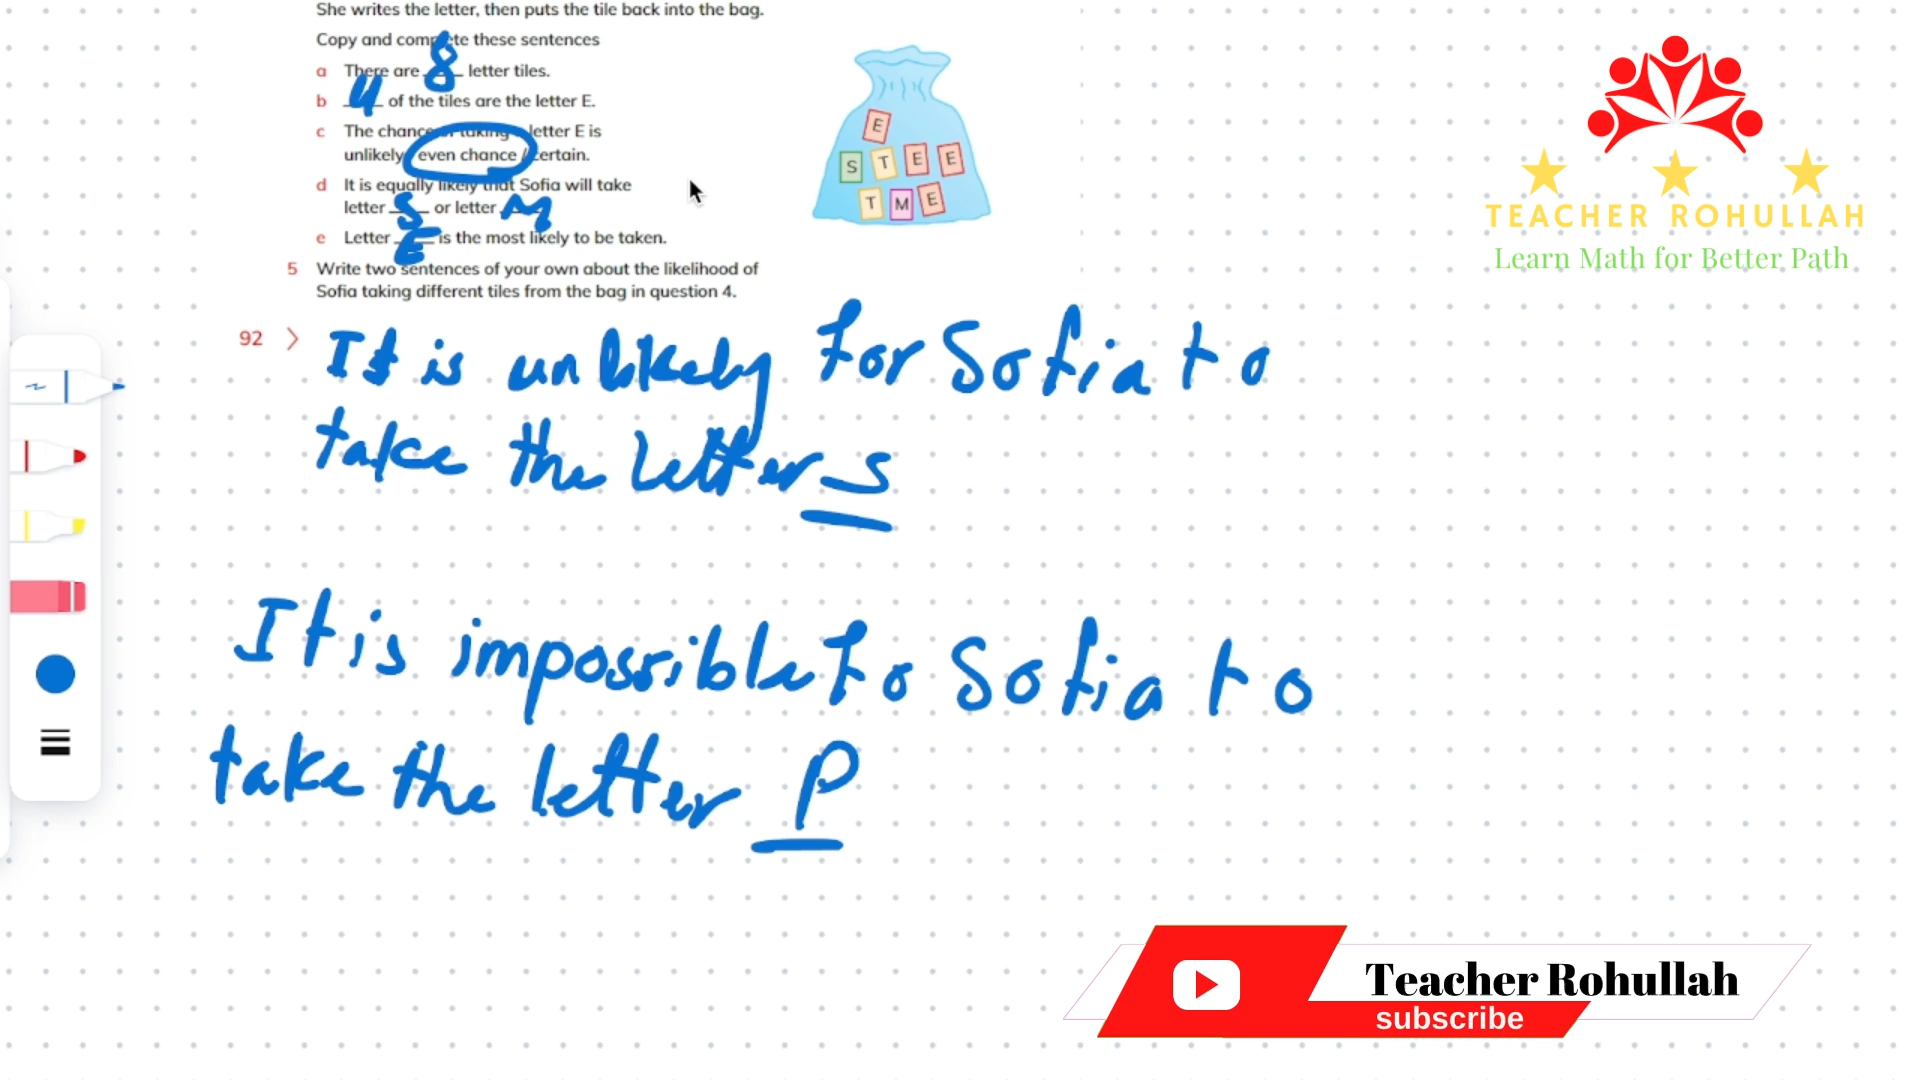 She writes the letter, then puts the tile back into the bag.
Copy and complete these sentences
a There are 8 letter tiles.
b 4 of the tiles are the letter E.
c The chance of taking a letter E is
unlikely / even chance / certain.
d It is equally likely that Sofia will take
letter S or letter M
e Letter E is the most likely to be taken.
5 Write two sentences of your own about the likelihood of
Sofia taking different tiles from the bag in question 4.
92 >
E
S T E E
T M E
It is unlikely for Sofia to
take the letter S
It is impossible fo Sofia to
take the letter P
TEACHER ROHULLAH
Learn Math for Better Path
Teacher Rohullah
subscribe